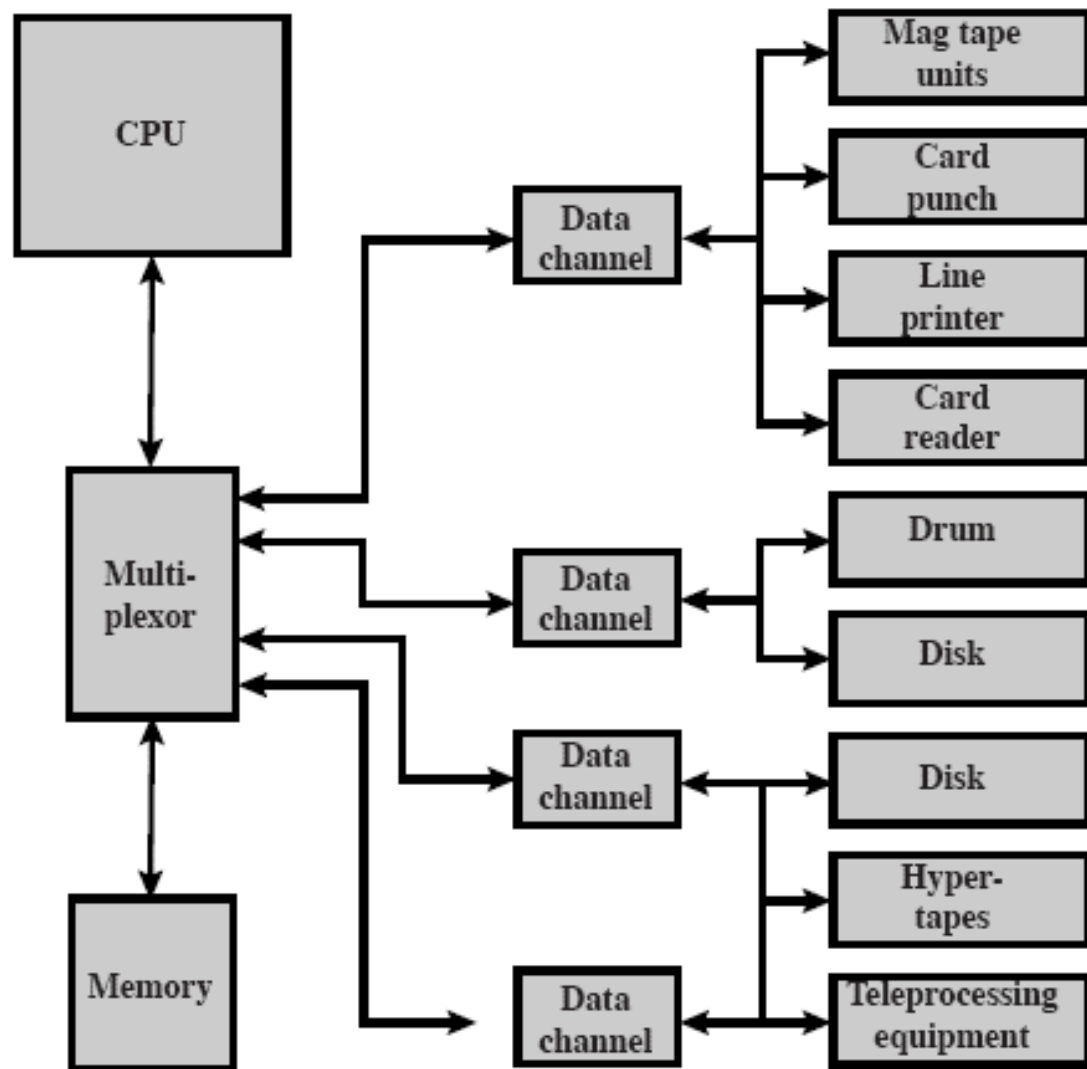 CPU
Multi-
plexor
Memory
Data
channel
Data
channel
Data
channel
Data
channel
Mag tape
units
Card
punch
Line
printer
Card
reader
Drum
Disk
Disk
Hyper-
tapes
Teleprocessing
equipment